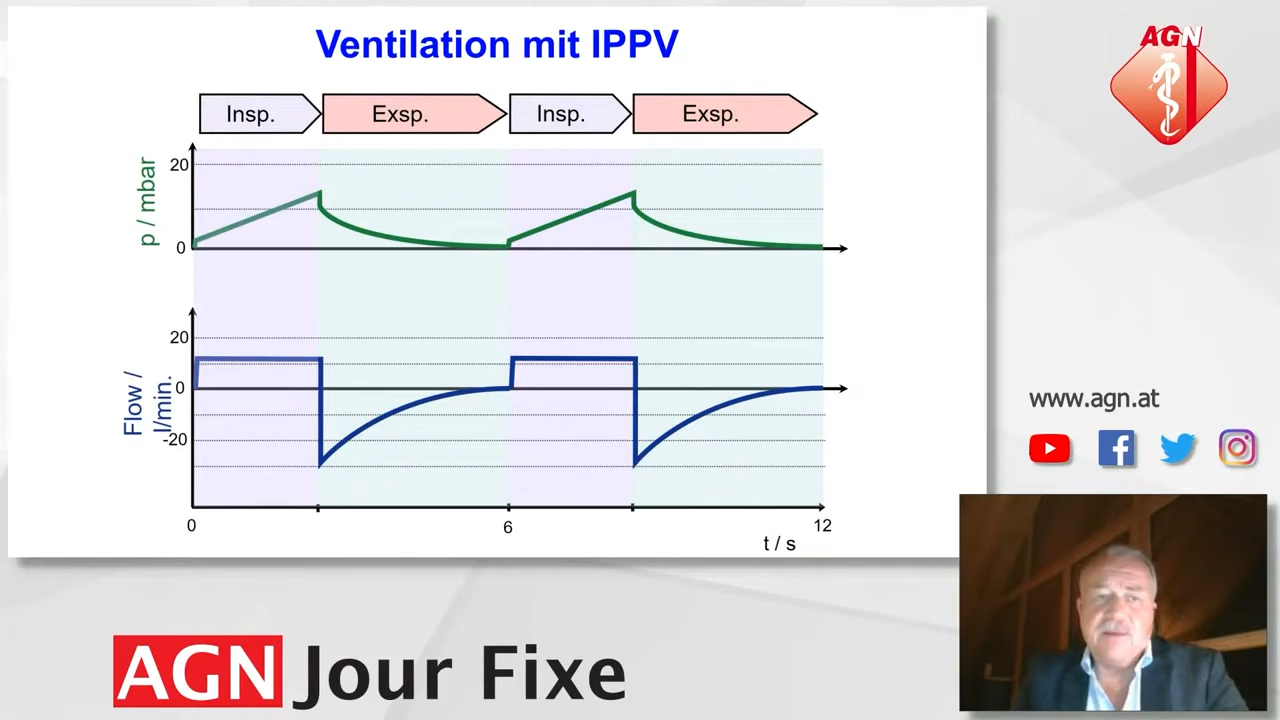 Ventilation mit IPPV
AGN
Insp.
Exsp.
Insp.
Exsp.
p / mbar
20
0
Flow /
l/min.
20
0
-20
0
6
12
t / s
www.agn.at
AGN Jour Fixe